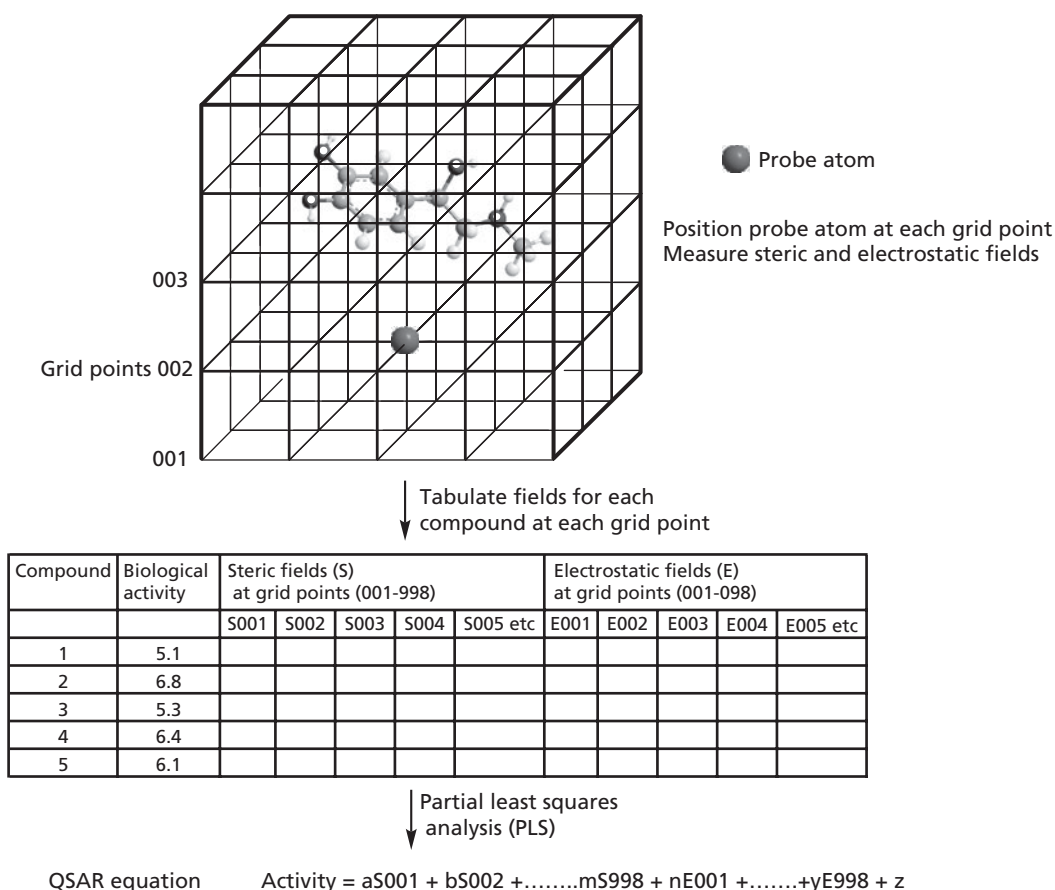 Probe atom
Position probe atom at each grid point
Measure steric and electrostatic fields
003
Grid points 002
001
Tabulate fields for each
compound at each grid point
Compound Biological activity Steric fields (S) at grid points (001-998) Electrostatic fields (E) at grid points (001-098)
S001 S002 S003 S004 S005 etc E001 E002 E003 E004 E005 etc
1 5.1
2 6.8
3 5.3
4 6.4
5 6.1
Partial least squares
analysis (PLS)
QSAR equation Activity = aS001 + bS002 +........mS998 + nE001 +.......+yE998 + z